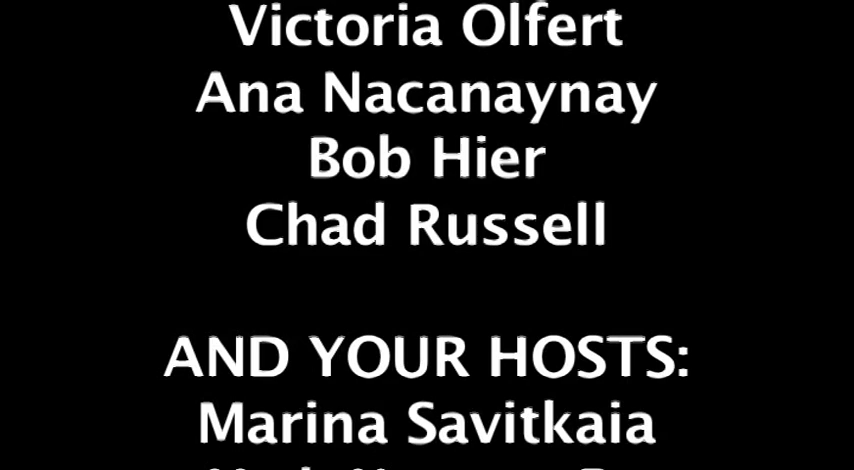 Victoria Olfert
Ana Nacanaynay
Bob Hier
Chad Russell
AND YOUR HOSTS:
Marina Savitkaia